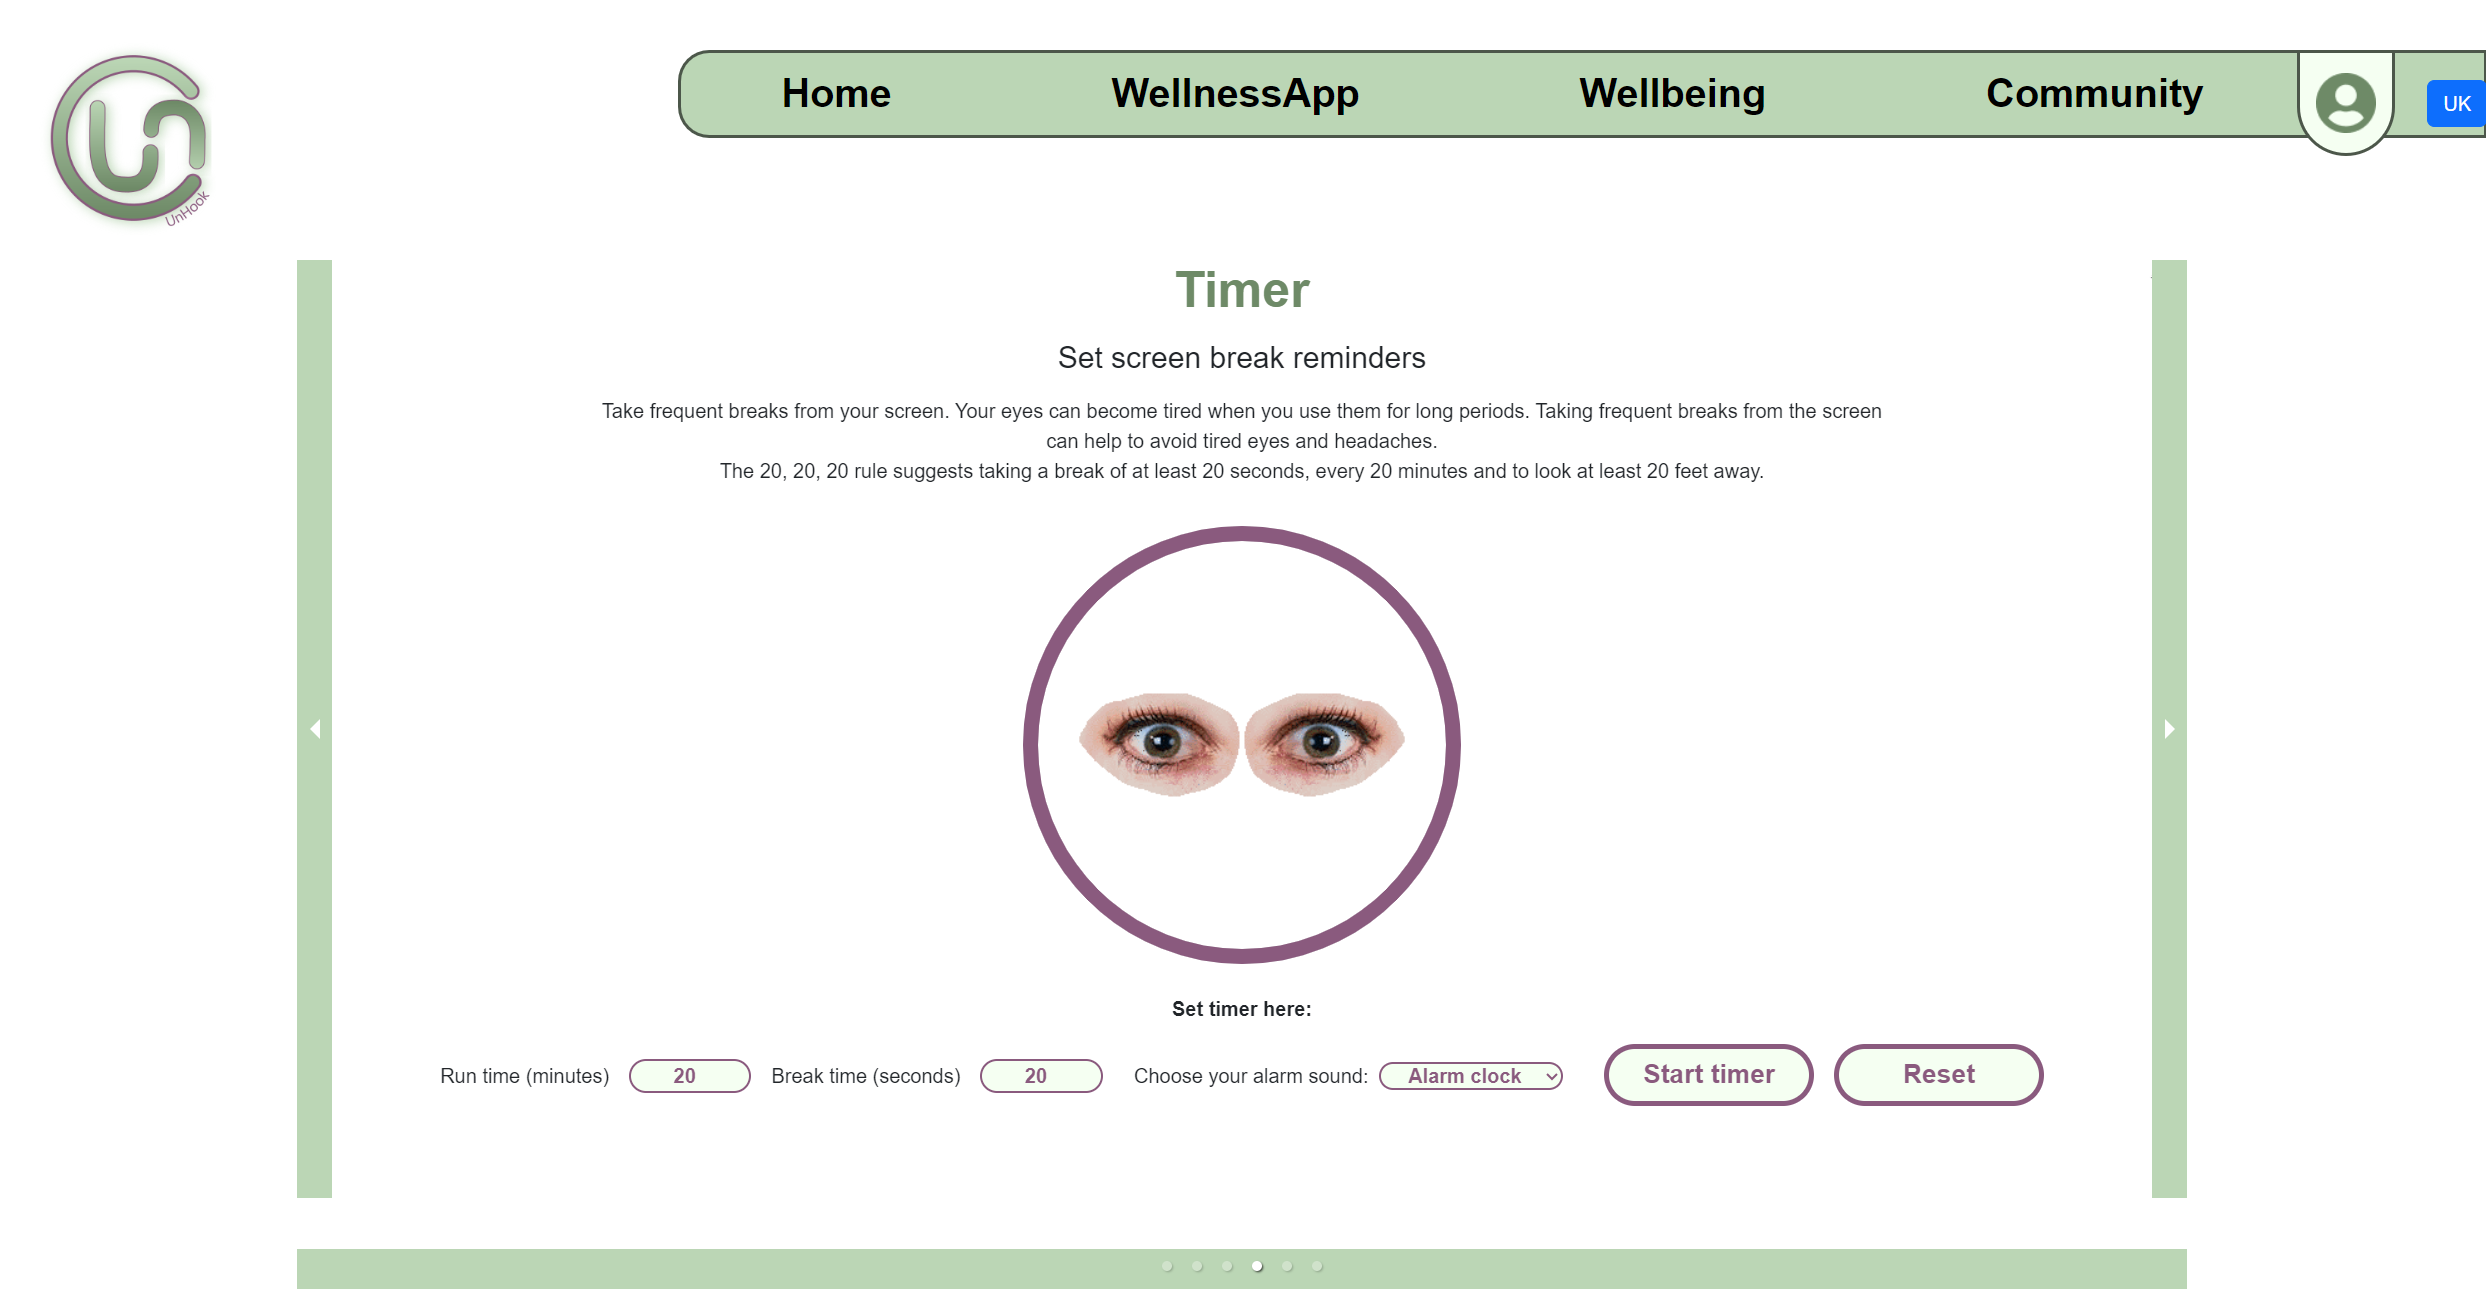 Home WellnessApp Wellbeing Community UK
UnHook
Timer
Set screen break reminders
Take frequent breaks from your screen. Your eyes can become tired when you use them for long periods. Taking frequent breaks from the screen
can help to avoid tired eyes and headaches.
The 20, 20, 20 rule suggests taking a break of at least 20 seconds, every 20 minutes and to look at least 20 feet away.
Set timer here:
Run time (minutes) 20 Break time (seconds) 20 Choose your alarm sound: Alarm clock Start timer Reset